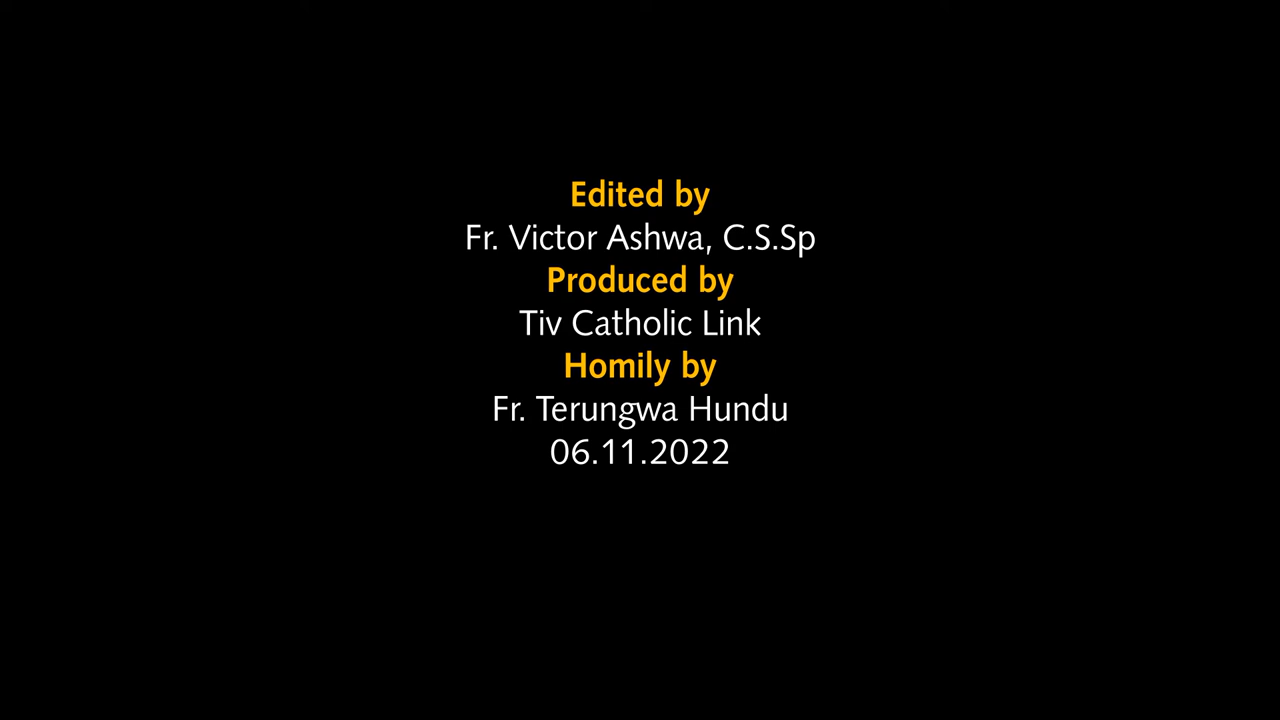 Edited by
Fr. Victor Ashwa, C.S.Sp
Produced by
Tiv Catholic Link
Homily by
Fr. Terungwa Hundu
06.11.2022